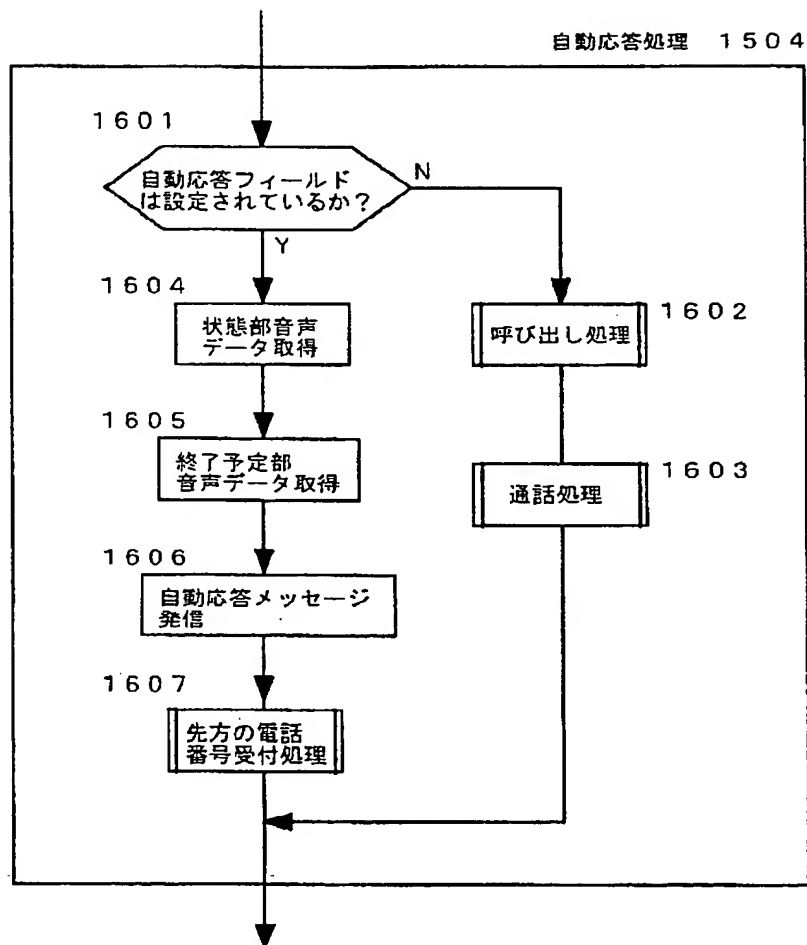 自動応答処理 1504
1601
自動応答フィールド
は設定されているか?
N
Y
1604
状態部音声
データ取得
1602
呼び出し処理
1605
終了予定部
音声データ取得
1603
通話処理
1606
自動応答メッセージ
発信
1607
先方の電話
番号受付処理